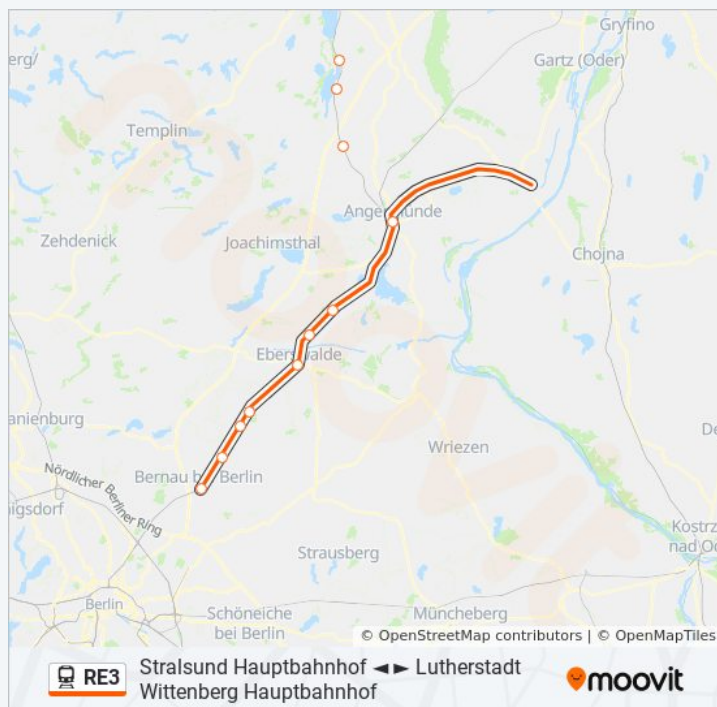 Gryfino
Gartz (Oder)
erg/
Templin
Angermünde
Zehdenick
Joachimsthal
Chojna
Eberswalde
anienburg
Wriezen
De
Bernau bei Berlin
Nördlicher Berliner Ring
nigsdorf
Kostrz
nad Od
Strausberg
Berlin
Schöneiche
bei Berlin
Müncheberg
© OpenStreetMap contributors | © OpenMapTiles
RE3
Stralsund Hauptbahnhof ◄► Lutherstadt
Wittenberg Hauptbahnhof
moovit